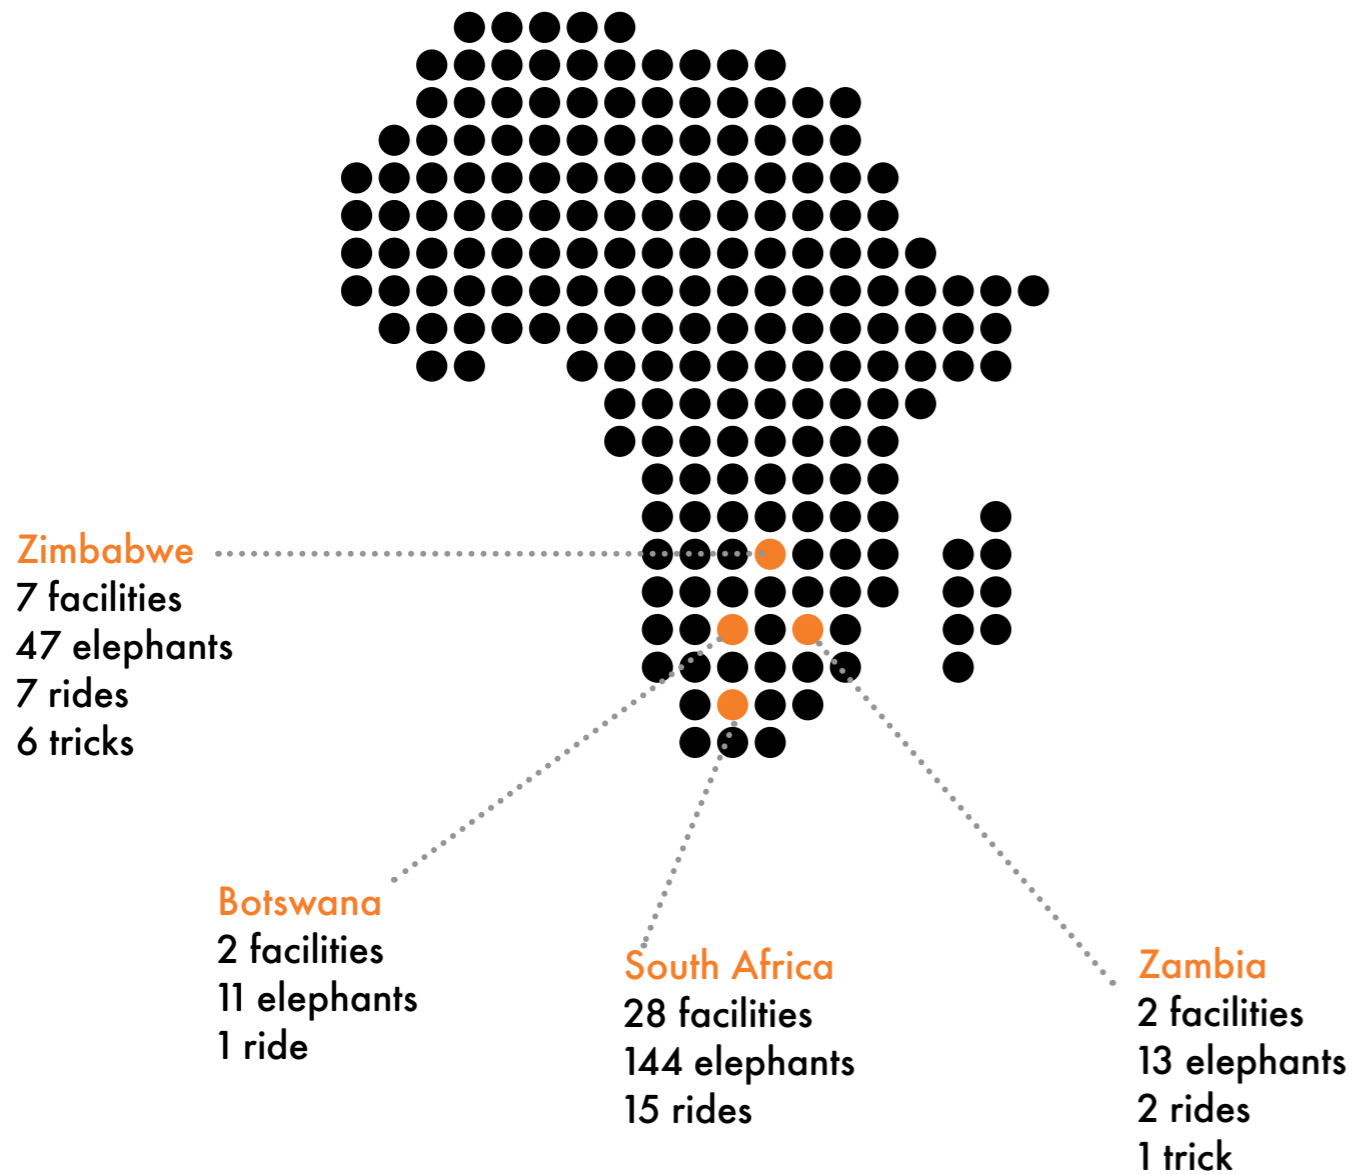 Zimbabwe
7 facilities
47 elephants
7 rides
6 tricks
Botswana
2 facilities
11 elephants
1 ride
South Africa
28 facilities
144 elephants
15 rides
Zambia
2 facilities
13 elephants
2 rides
1 trick